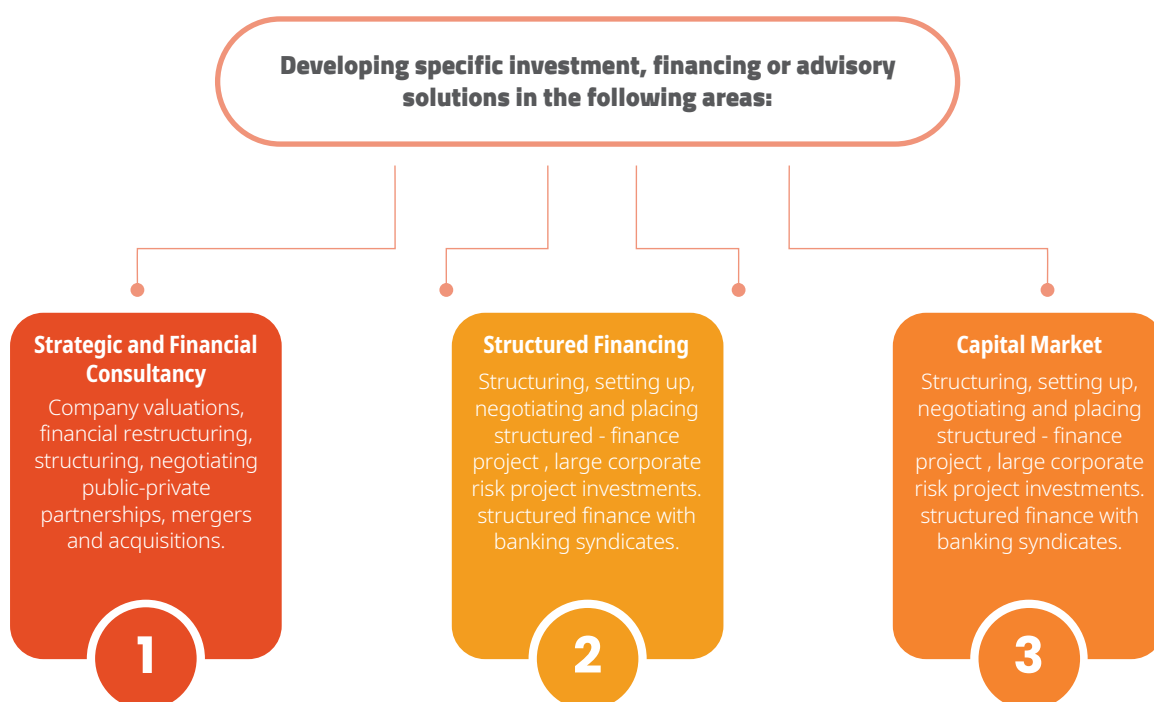 Developing specific investment, financing or advisory
solutions in the following areas:
Strategic and Financial
Consultancy
Company valuations,
financial restructuring,
structuring, negotiating
public-private
partnerships, mergers
and acquisitions.
1
Structured Financing
Structuring, setting up,
negotiating and placing
structured - finance
project , large corporate
risk project investments.
structured finance with
banking syndicates.
2
Capital Market
Structuring, setting up,
negotiating and placing
structured - finance
project , large corporate
risk project investments.
structured finance with
banking syndicates.
3